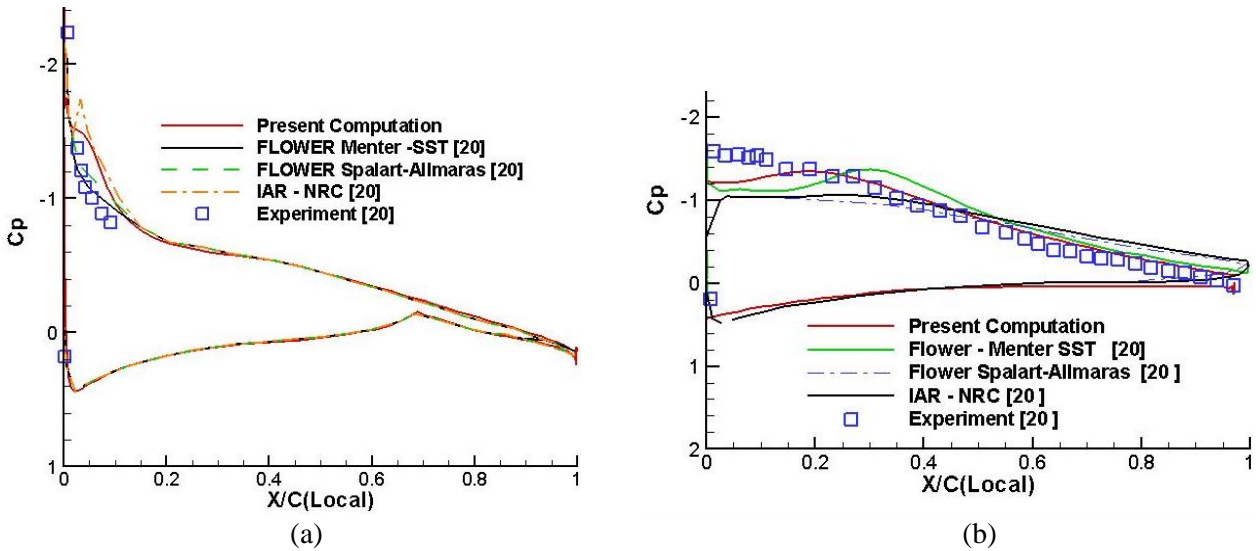 -2
-1
0
1
Cp
Present Computation
FLOWER Menter -SST [20]
FLOWER Spalart-Allmaras [20]
IAR - NRC [20]
Experiment [20]
0
0.2
0.4
0.6
0.8
1
X/C(Local)
(a)
-2
-1
0
1
2
Cp
Present Computation
Flower - Menter SST [20]
Flower Spalart-Allmaras [20 ]
IAR - NRC [20 ]
Experiment [20 ]
0
0.2
0.4
0.6
0.8
1
X/C(Local)
(b)